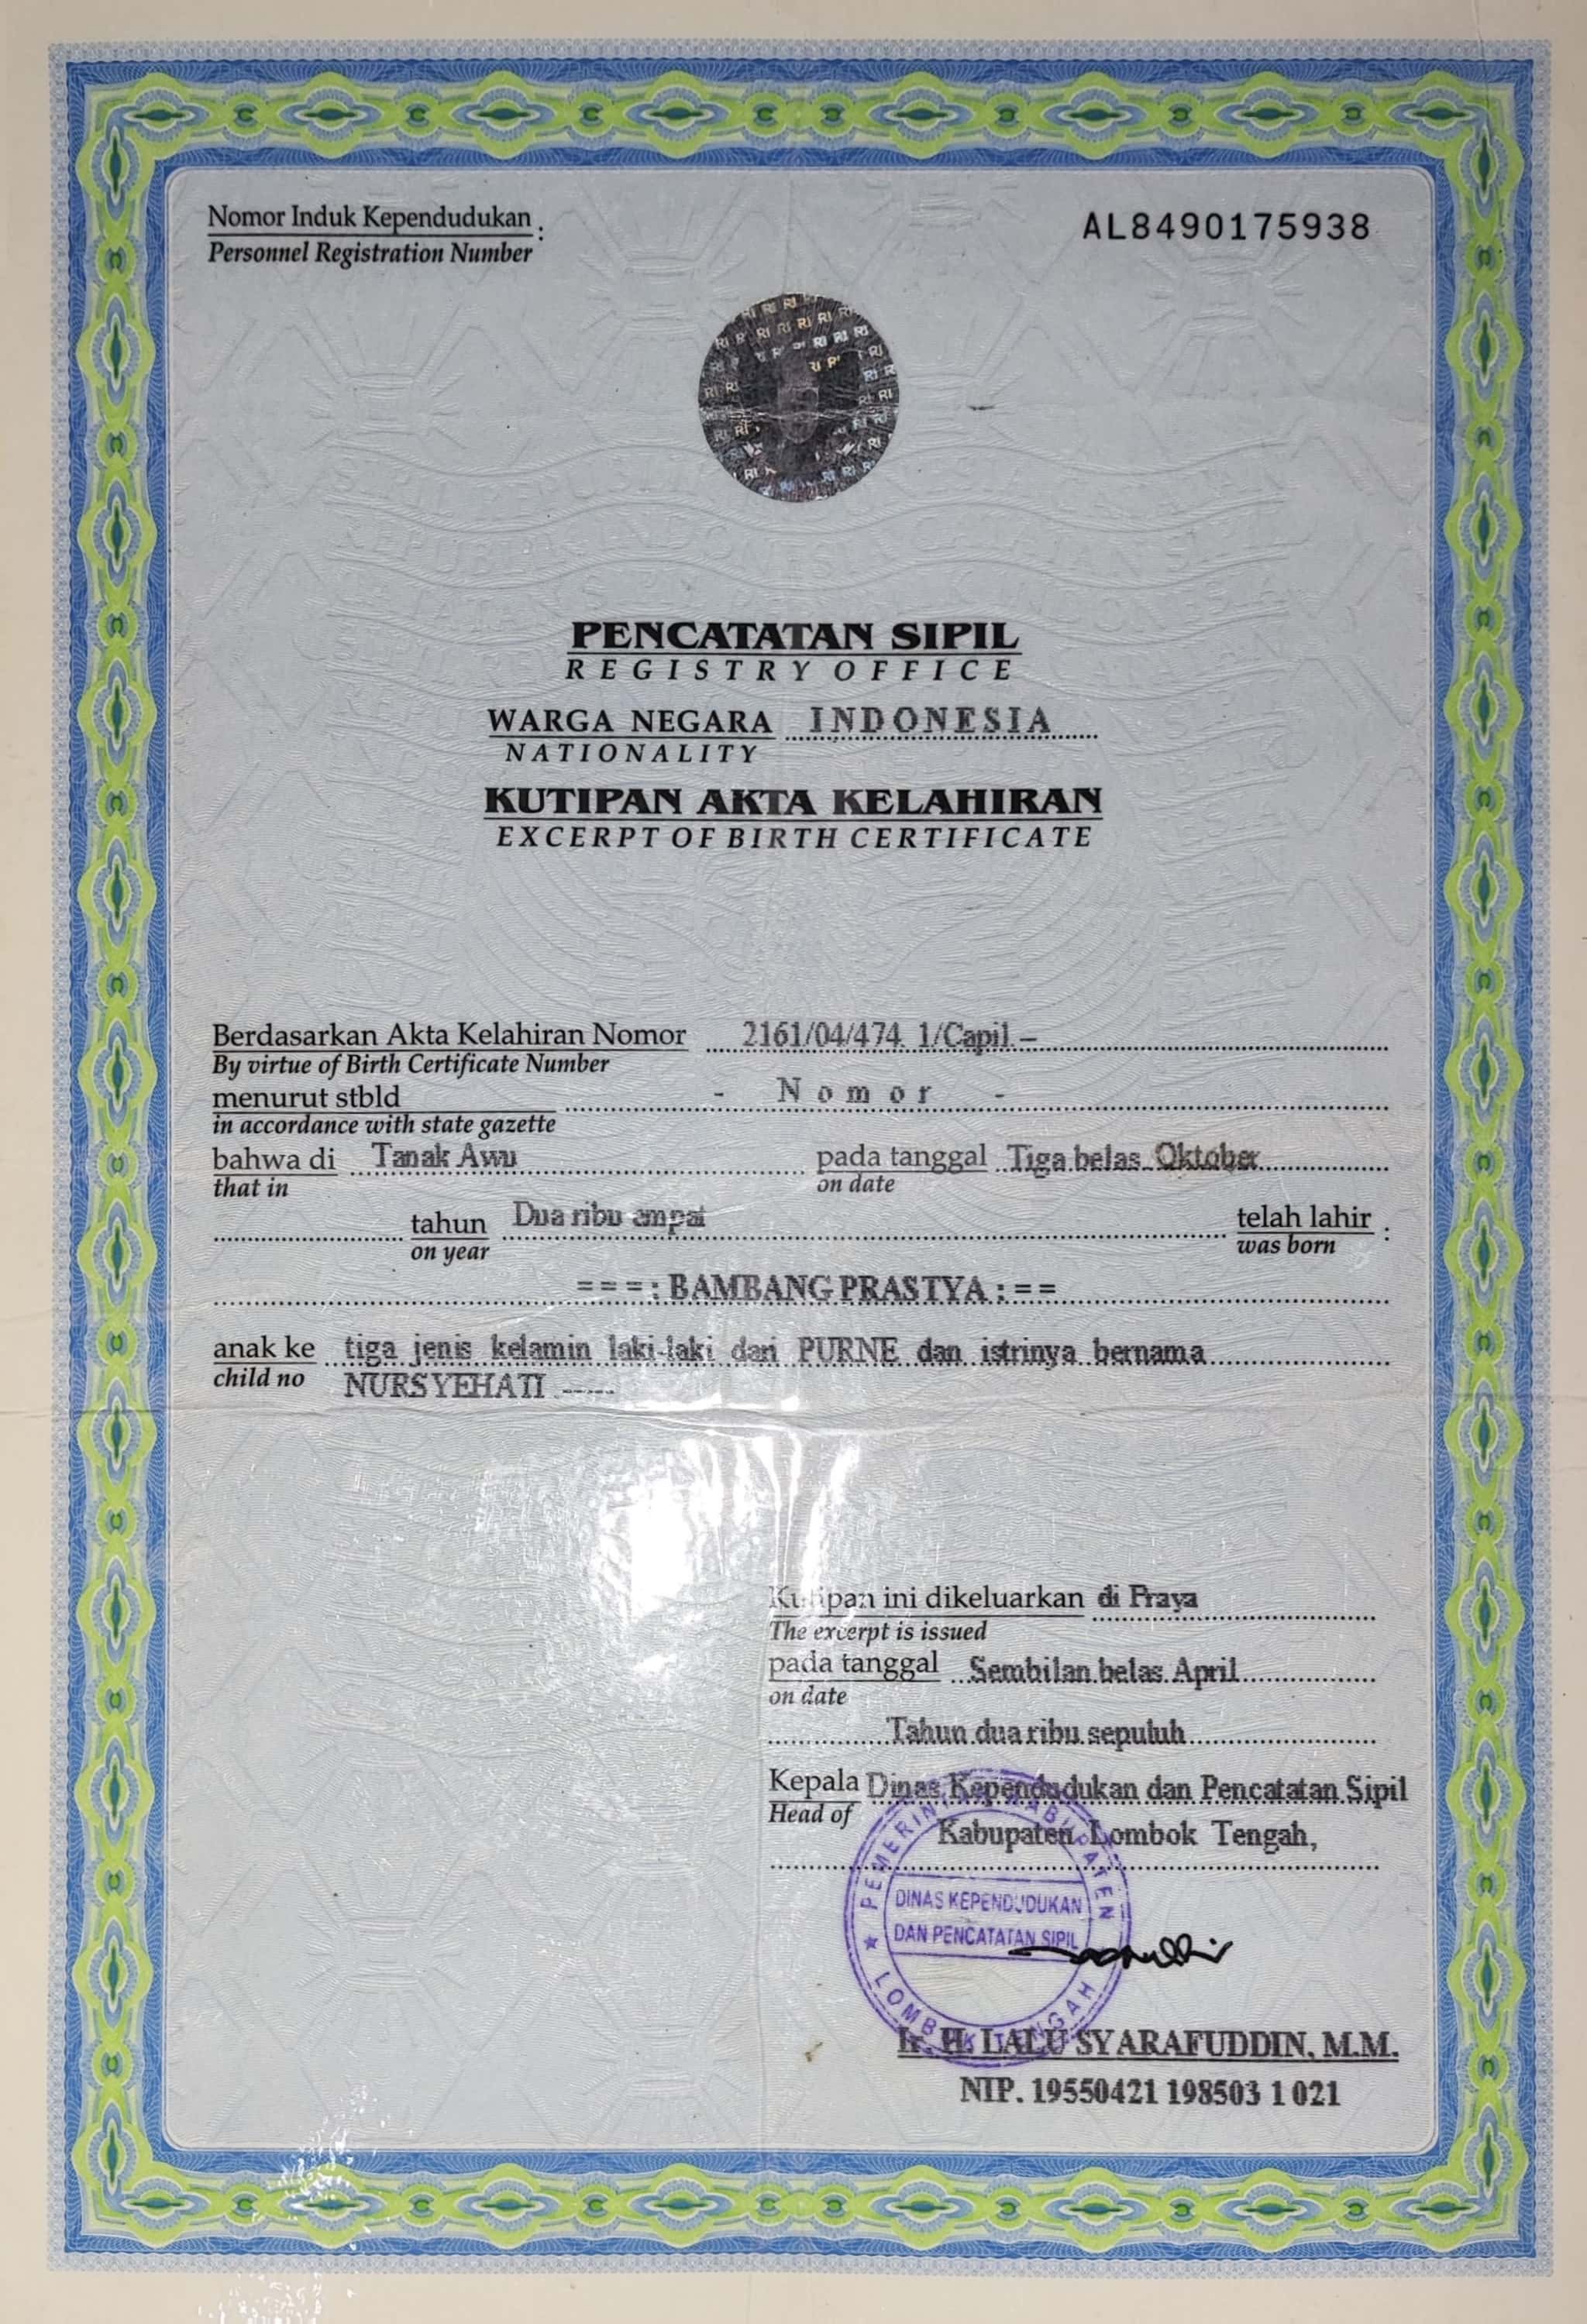 Nomor Induk Kependudukan :
Personnel Registration Number
AL8490175938
PENCATATAN SIPIL
REGISTRY OFFICE
WARGA NEGARA INDONESIA
NATIONALITY
KUTIPAN AKTA KELAHIRAN
EXCERPT OF BIRTH CERTIFICATE
Berdasarkan Akta Kelahiran Nomor 2161/04/474. 1/Capil.–
By virtue of Birth Certificate Number
menurut stbld - Nomor -
in accordance with state gazette
bahwa di Tanak Awu pada tanggal Tiga belas Oktober
that in on date
tahun Dua ribu empat telah lahir :
on year was born
===: BAMBANG PRASTYA : ==
anak ke tiga jenis kelamin laki-laki dari PURNE dan istrinya bernama
child no NURSYEHATI -----
Kutipan ini dikeluarkan di Praya
The excerpt is issued
pada tanggal Sembilan belas April
on date
Tahun dua ribu sepuluh
Kepala Dinas Kependudukan dan Pencatatan Sipil
Head of Kabupaten Lombok Tengah,
PEMERINTAH KABUPATEN
DINAS KEPENDUDUKAN
DAN PENCATATAN SIPIL
★ LOMBOK TENGAH
Ir. H. LALU SYARAFUDDIN, M.M.
NIP. 19550421 198503 1 021